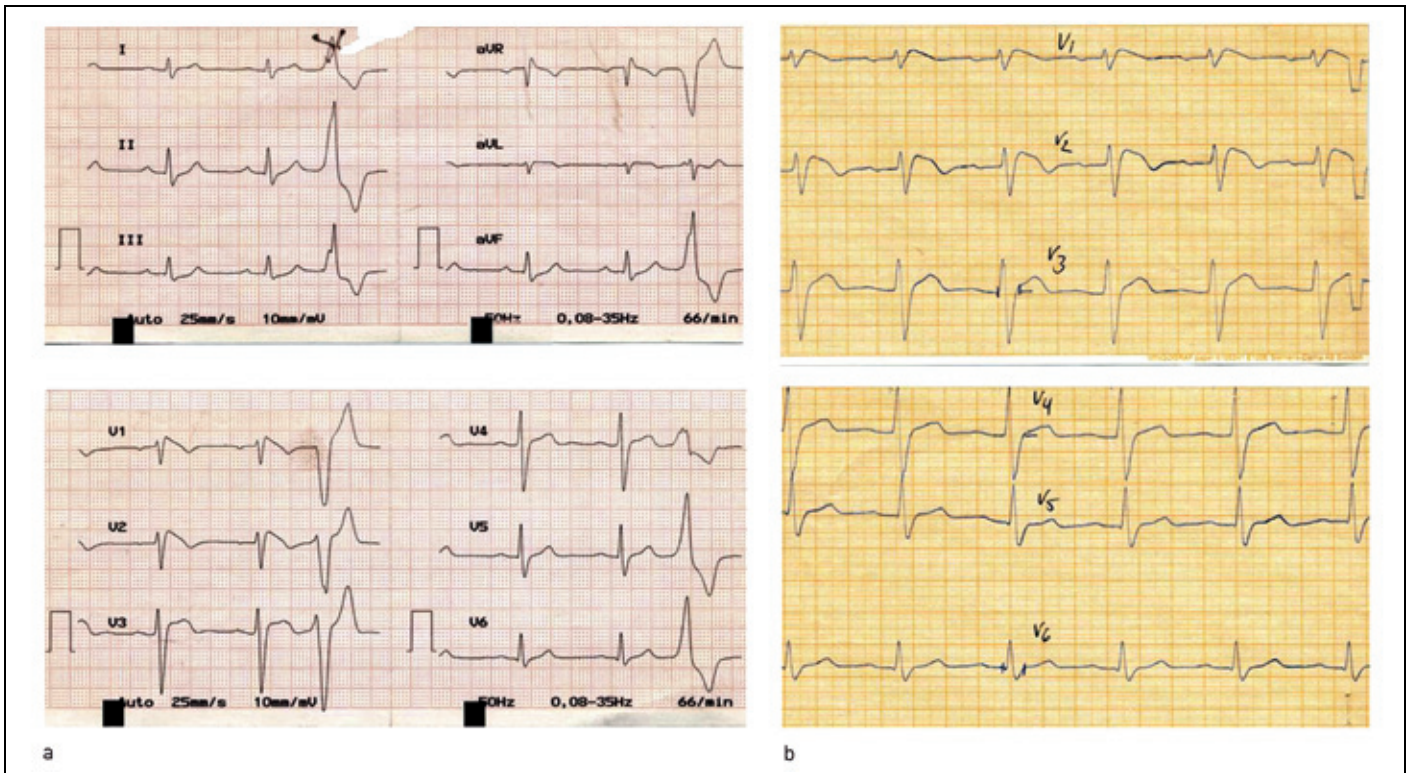 I
aVR
II
aVL
III
aVF
Auto 25mm/s 10mm/mV
50Hz 0,08-35Hz 66/min
V1
V4
V2
V5
V3
V6
Auto 25mm/s 10mm/mV
50Hz 0,08-35Hz 66/min
a
V1
V2
V3
V4
V5
V6
b